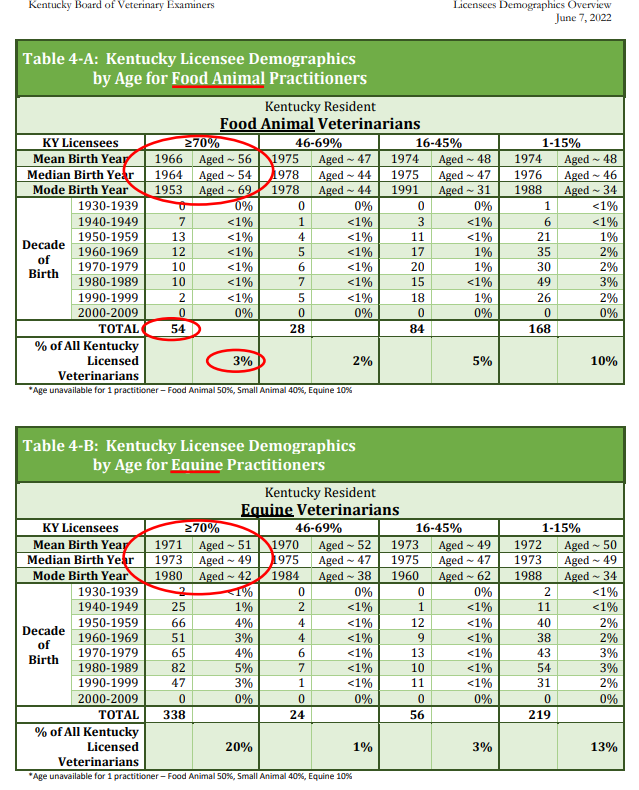 Kentucky Board of Veterinary Examiners Licensees Demographics Overview
June 7, 2022
Table 4-A: Kentucky Licensee Demographics
by Age for Food Animal Practitioners
Kentucky Resident
Food Animal Veterinarians
KY Licensees ≥70% 46-69% 16-45% 1-15%
Mean Birth Year 1966 Aged ~ 56 1975 Aged ~ 47 1974 Aged ~ 48 1974 Aged ~ 48
Median Birth Year 1964 Aged ~ 54 1978 Aged ~ 44 1975 Aged ~ 47 1976 Aged ~ 46
Mode Birth Year 1953 Aged ~ 69 1978 Aged ~ 44 1991 Aged ~ 31 1988 Aged ~ 34
Decade of Birth
1930-1939 0 0% 0 0% 0 0% 1 <1%
1940-1949 7 <1% 1 <1% 3 <1% 6 <1%
1950-1959 13 <1% 4 <1% 11 <1% 21 1%
1960-1969 12 <1% 5 <1% 17 1% 35 2%
1970-1979 10 <1% 6 <1% 20 1% 30 2%
1980-1989 10 <1% 7 <1% 15 <1% 49 3%
1990-1999 2 <1% 5 <1% 18 1% 26 2%
2000-2009 0 0% 0 0% 0 0% 0 0%
TOTAL 54 28 84 168
% of All Kentucky
Licensed 3% 2% 5% 10%
Veterinarians
*Age unavailable for 1 practitioner – Food Animal 50%, Small Animal 40%, Equine 10%
Table 4-B: Kentucky Licensee Demographics
by Age for Equine Practitioners
Kentucky Resident
Equine Veterinarians
KY Licensees ≥70% 46-69% 16-45% 1-15%
Mean Birth Year 1971 Aged ~ 51 1970 Aged ~ 52 1973 Aged ~ 49 1972 Aged ~ 50
Median Birth Year 1973 Aged ~ 49 1975 Aged ~ 47 1975 Aged ~ 47 1973 Aged ~ 49
Mode Birth Year 1980 Aged ~ 42 1984 Aged ~ 38 1960 Aged ~ 62 1988 Aged ~ 34
Decade of Birth
1930-1939 2 <1% 0 0% 0 0% 2 <1%
1940-1949 25 1% 2 <1% 1 <1% 11 <1%
1950-1959 66 4% 4 <1% 12 <1% 40 2%
1960-1969 51 3% 4 <1% 9 <1% 38 2%
1970-1979 65 4% 6 <1% 13 <1% 43 3%
1980-1989 82 5% 7 <1% 10 <1% 54 3%
1990-1999 47 3% 1 <1% 11 <1% 31 2%
2000-2009 0 0% 0 0% 0 0% 0 0%
TOTAL 338 24 56 219
% of All Kentucky
Licensed 20% 1% 3% 13%
Veterinarians
*Age unavailable for 1 practitioner – Food Animal 50%, Small Animal 40%, Equine 10%